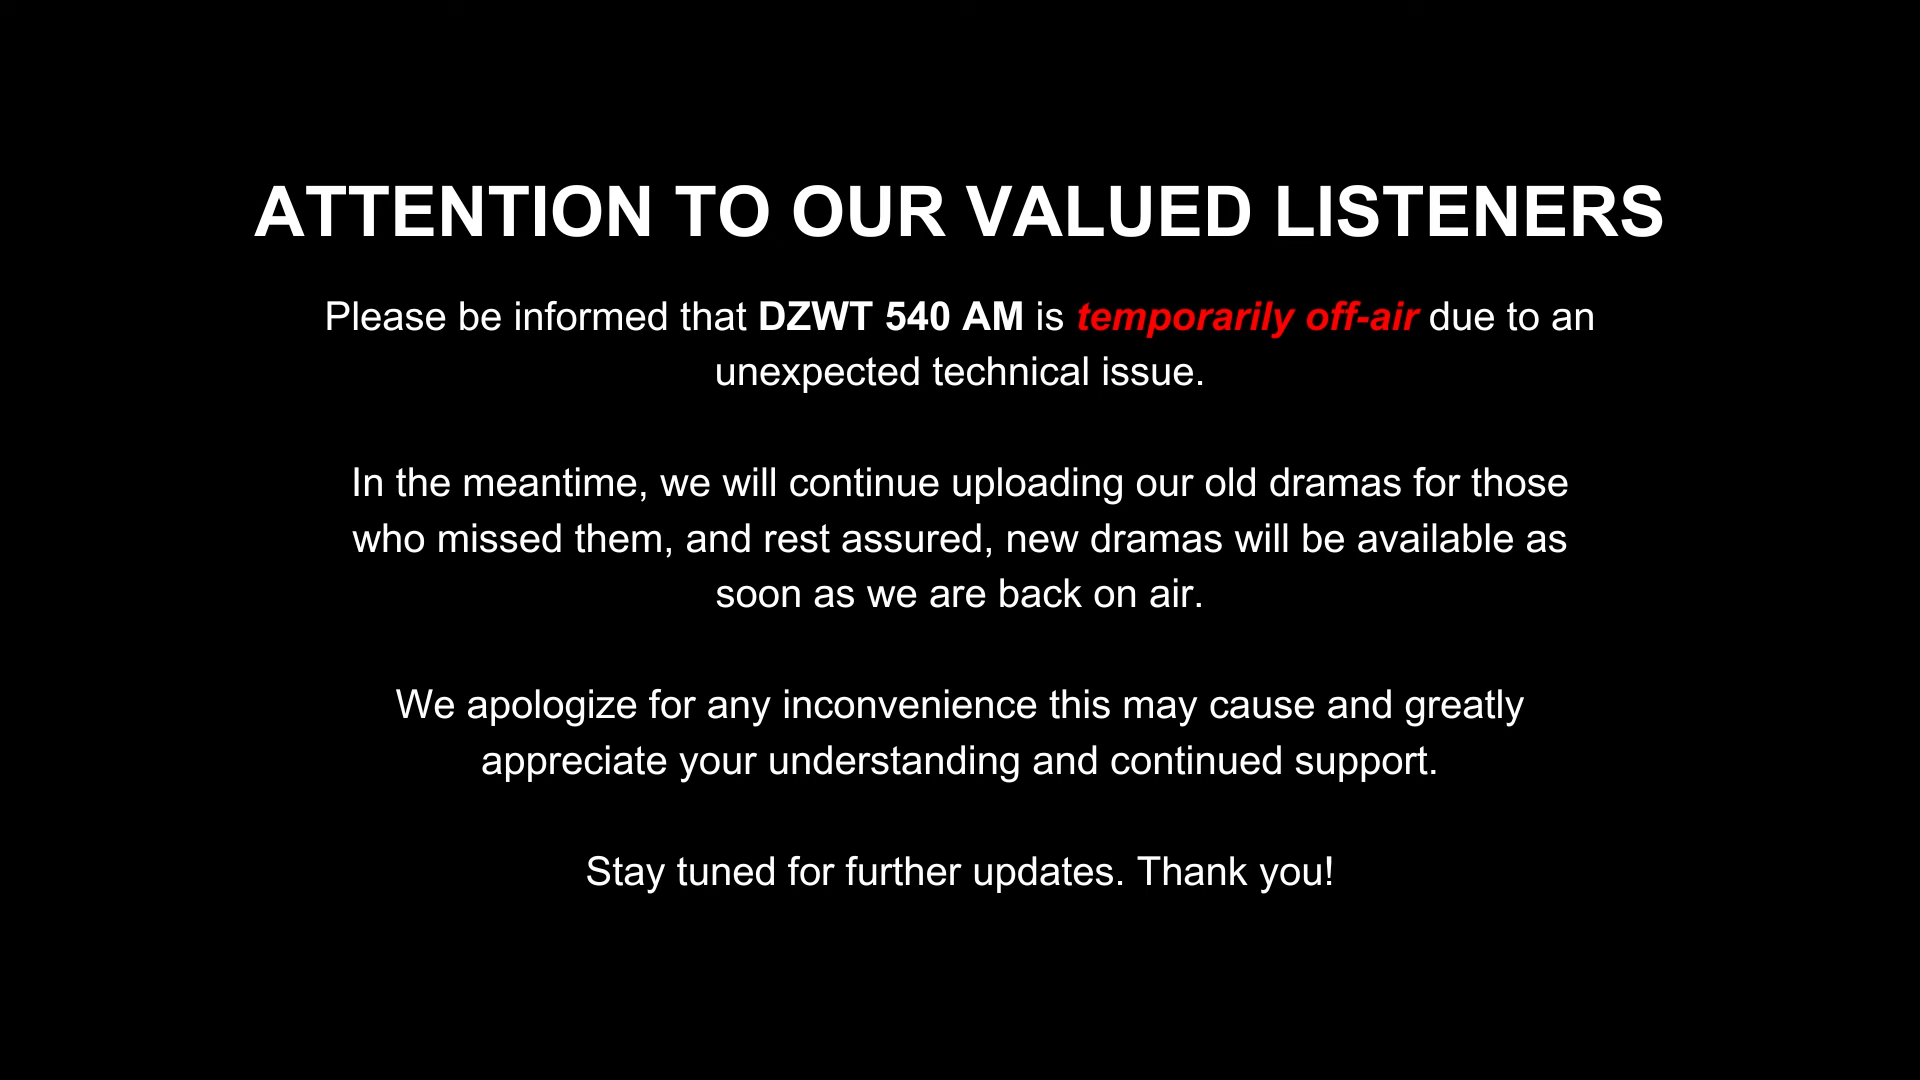 ATTENTION TO OUR VALUED LISTENERS
Please be informed that DZWT 540 AM is temporarily off-air due to an
unexpected technical issue.
In the meantime, we will continue uploading our old dramas for those
who missed them, and rest assured, new dramas will be available as
soon as we are back on air.
We apologize for any inconvenience this may cause and greatly
appreciate your understanding and continued support.
Stay tuned for further updates. Thank you!